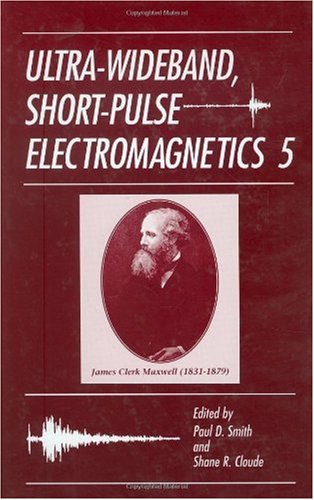 ULTRA-WIDEBAND,
SHORT-PULSE
ELECTROMAGNETICS 5
James Clerk Maxwell (1831-1879)
Edited by
Paul D. Smith
and
Shane R. Cloude